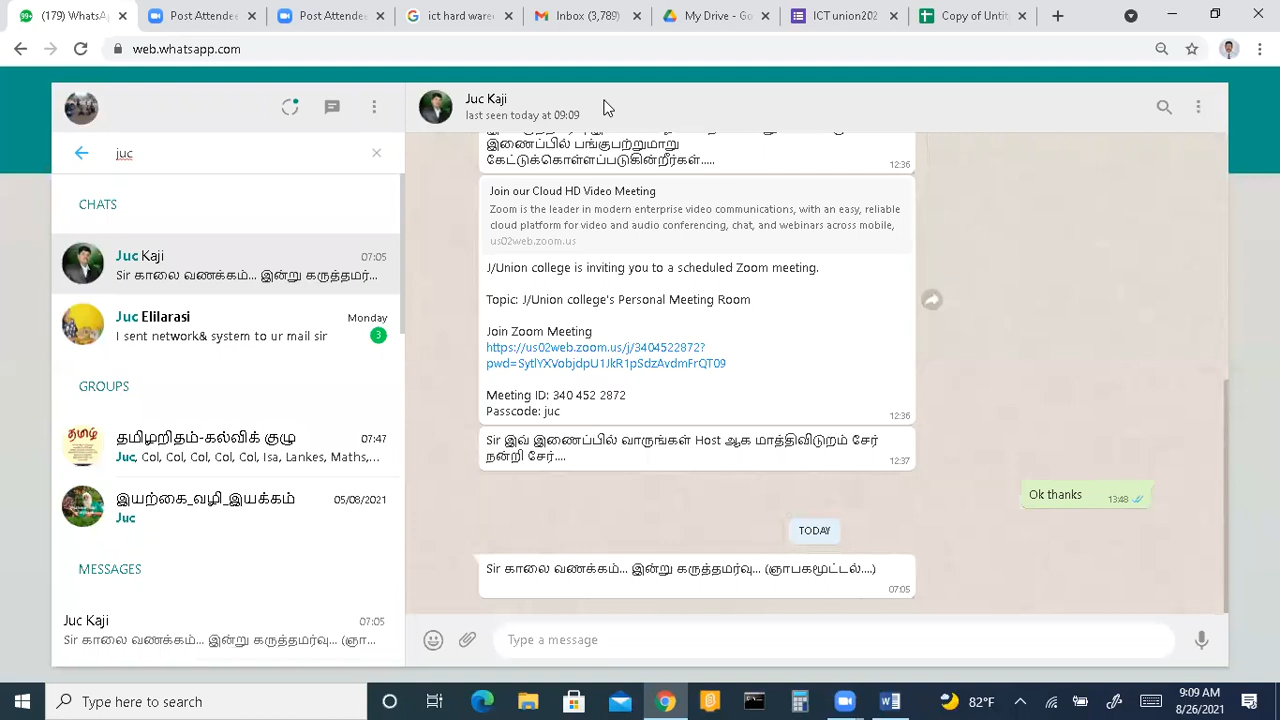 (179) WhatsA
Post Attende
Post Attendee
ict hard ware
Inbox (3,789)
My Drive - Go
ICT union202
Copy of Untit
web.whatsapp.com
juc
CHATS
Juc Kaji 07:05
Sir காலை வணக்கம்... இன்று கருத்தமர்...
Juc Elilarasi Monday
I sent network& system to ur mail sir 3
GROUPS
தமிழறிதம்-கல்விக் குழு 07:47
Juc, Col, Col, Col, Col, Isa, Lankes, Maths,...
இயற்கை_வழி_இயக்கம் 05/08/2021
Juc
MESSAGES
Juc Kaji 07:05
Sir காலை வணக்கம்... இன்று கருத்தமர்வு... (ஞா...
Juc Kaji
last seen today at 09:09
இணைப்பில் பங்குபற்றுமாறு
கேட்டுக்கொள்ளப்படுகின்றீர்கள்.....
12:36
Join our Cloud HD Video Meeting
Zoom is the leader in modern enterprise video communications, with an easy, reliable
cloud platform for video and audio conferencing, chat, and webinars across mobile,
us02web.zoom.us
J/Union college is inviting you to a scheduled Zoom meeting.
Topic: J/Union college's Personal Meeting Room
Join Zoom Meeting
https://us02web.zoom.us/j/3404522872?
pwd=SytlYXVobjdpU1JkR1pSdzAvdmFrQT09
Meeting ID: 340 452 2872
Passcode: juc
12:36
Sir இவ் இணைப்பில் வாருங்கள் Host ஆக மாத்திவிடுறம் சேர்
நன்றி சேர்....
12:37
Ok thanks 13:48
TODAY
Sir காலை வணக்கம்... இன்று கருத்தமர்வு... (ஞாபகமூட்டல்....)
07:05
Type a message
Type here to search
82°F
9:09 AM
8/26/2021